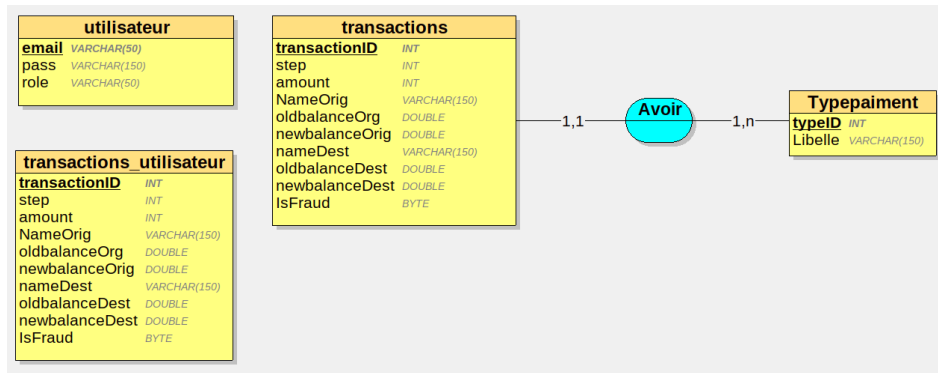 utilisateur
email VARCHAR(50)
pass VARCHAR(150)
role VARCHAR(50)
transactions_utilisateur
transactionID INT
step INT
amount INT
NameOrig VARCHAR(150)
oldbalanceOrg DOUBLE
newbalanceOrig DOUBLE
nameDest VARCHAR(150)
oldbalanceDest DOUBLE
newbalanceDest DOUBLE
IsFraud BYTE
transactions
transactionID INT
step INT
amount INT
NameOrig VARCHAR(150)
oldbalanceOrg DOUBLE
newbalanceOrig DOUBLE
nameDest VARCHAR(150)
oldbalanceDest DOUBLE
newbalanceDest DOUBLE
IsFraud BYTE
1,1
Avoir
1,n
Typepaiment
typeID INT
Libelle VARCHAR(150)